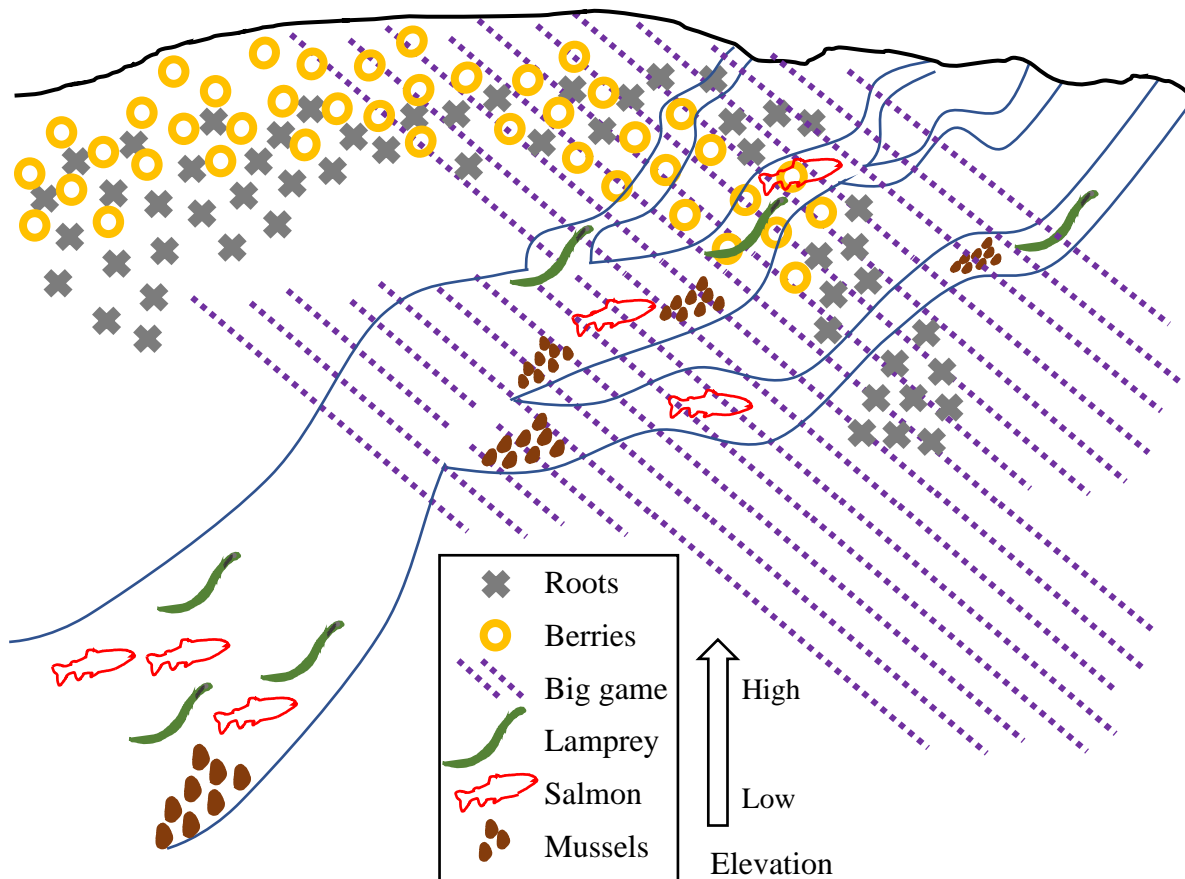 Roots
Berries
Big game
Lamprey
Salmon
Mussels
High
Low
Elevation